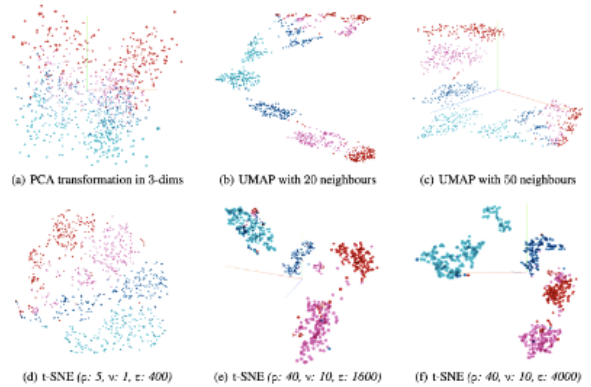 (a) PCA transformation in 3-dims
(b) UMAP with 20 neighbours
(c) UMAP with 50 neighbours
(d) t-SNE (ρ: 5, ν: 1, ε: 400)
(e) t-SNE (ρ: 40, ν: 10, ε: 1600)
(f) t-SNE (ρ: 40, ν: 10, ε: 4000)